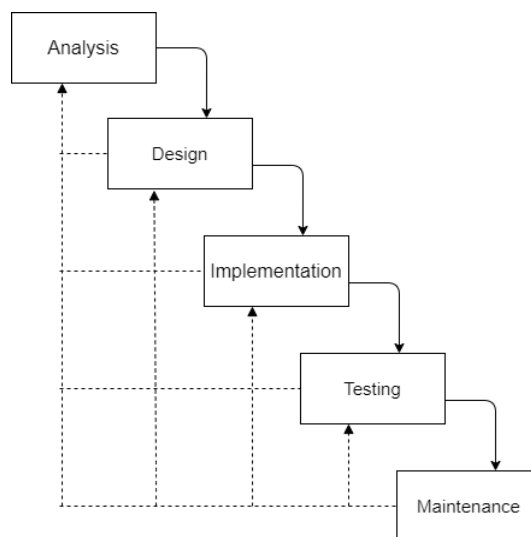 Analysis
Design
Implementation
Testing
Maintenance